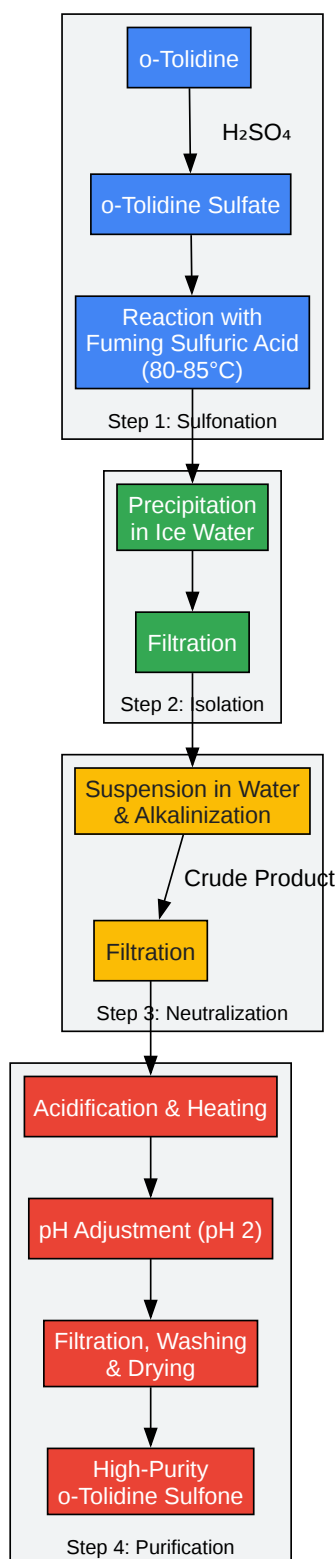 o-Tolidine
H₂SO₄
o-Tolidine Sulfate
Reaction with
Fuming Sulfuric Acid
(80-85°C)
Step 1: Sulfonation
Precipitation
in Ice Water
Filtration
Step 2: Isolation
Suspension in Water
& Alkalinization
Crude Product
Filtration
Step 3: Neutralization
Acidification & Heating
pH Adjustment (pH 2)
Filtration, Washing
& Drying
High-Purity
o-Tolidine Sulfone
Step 4: Purification